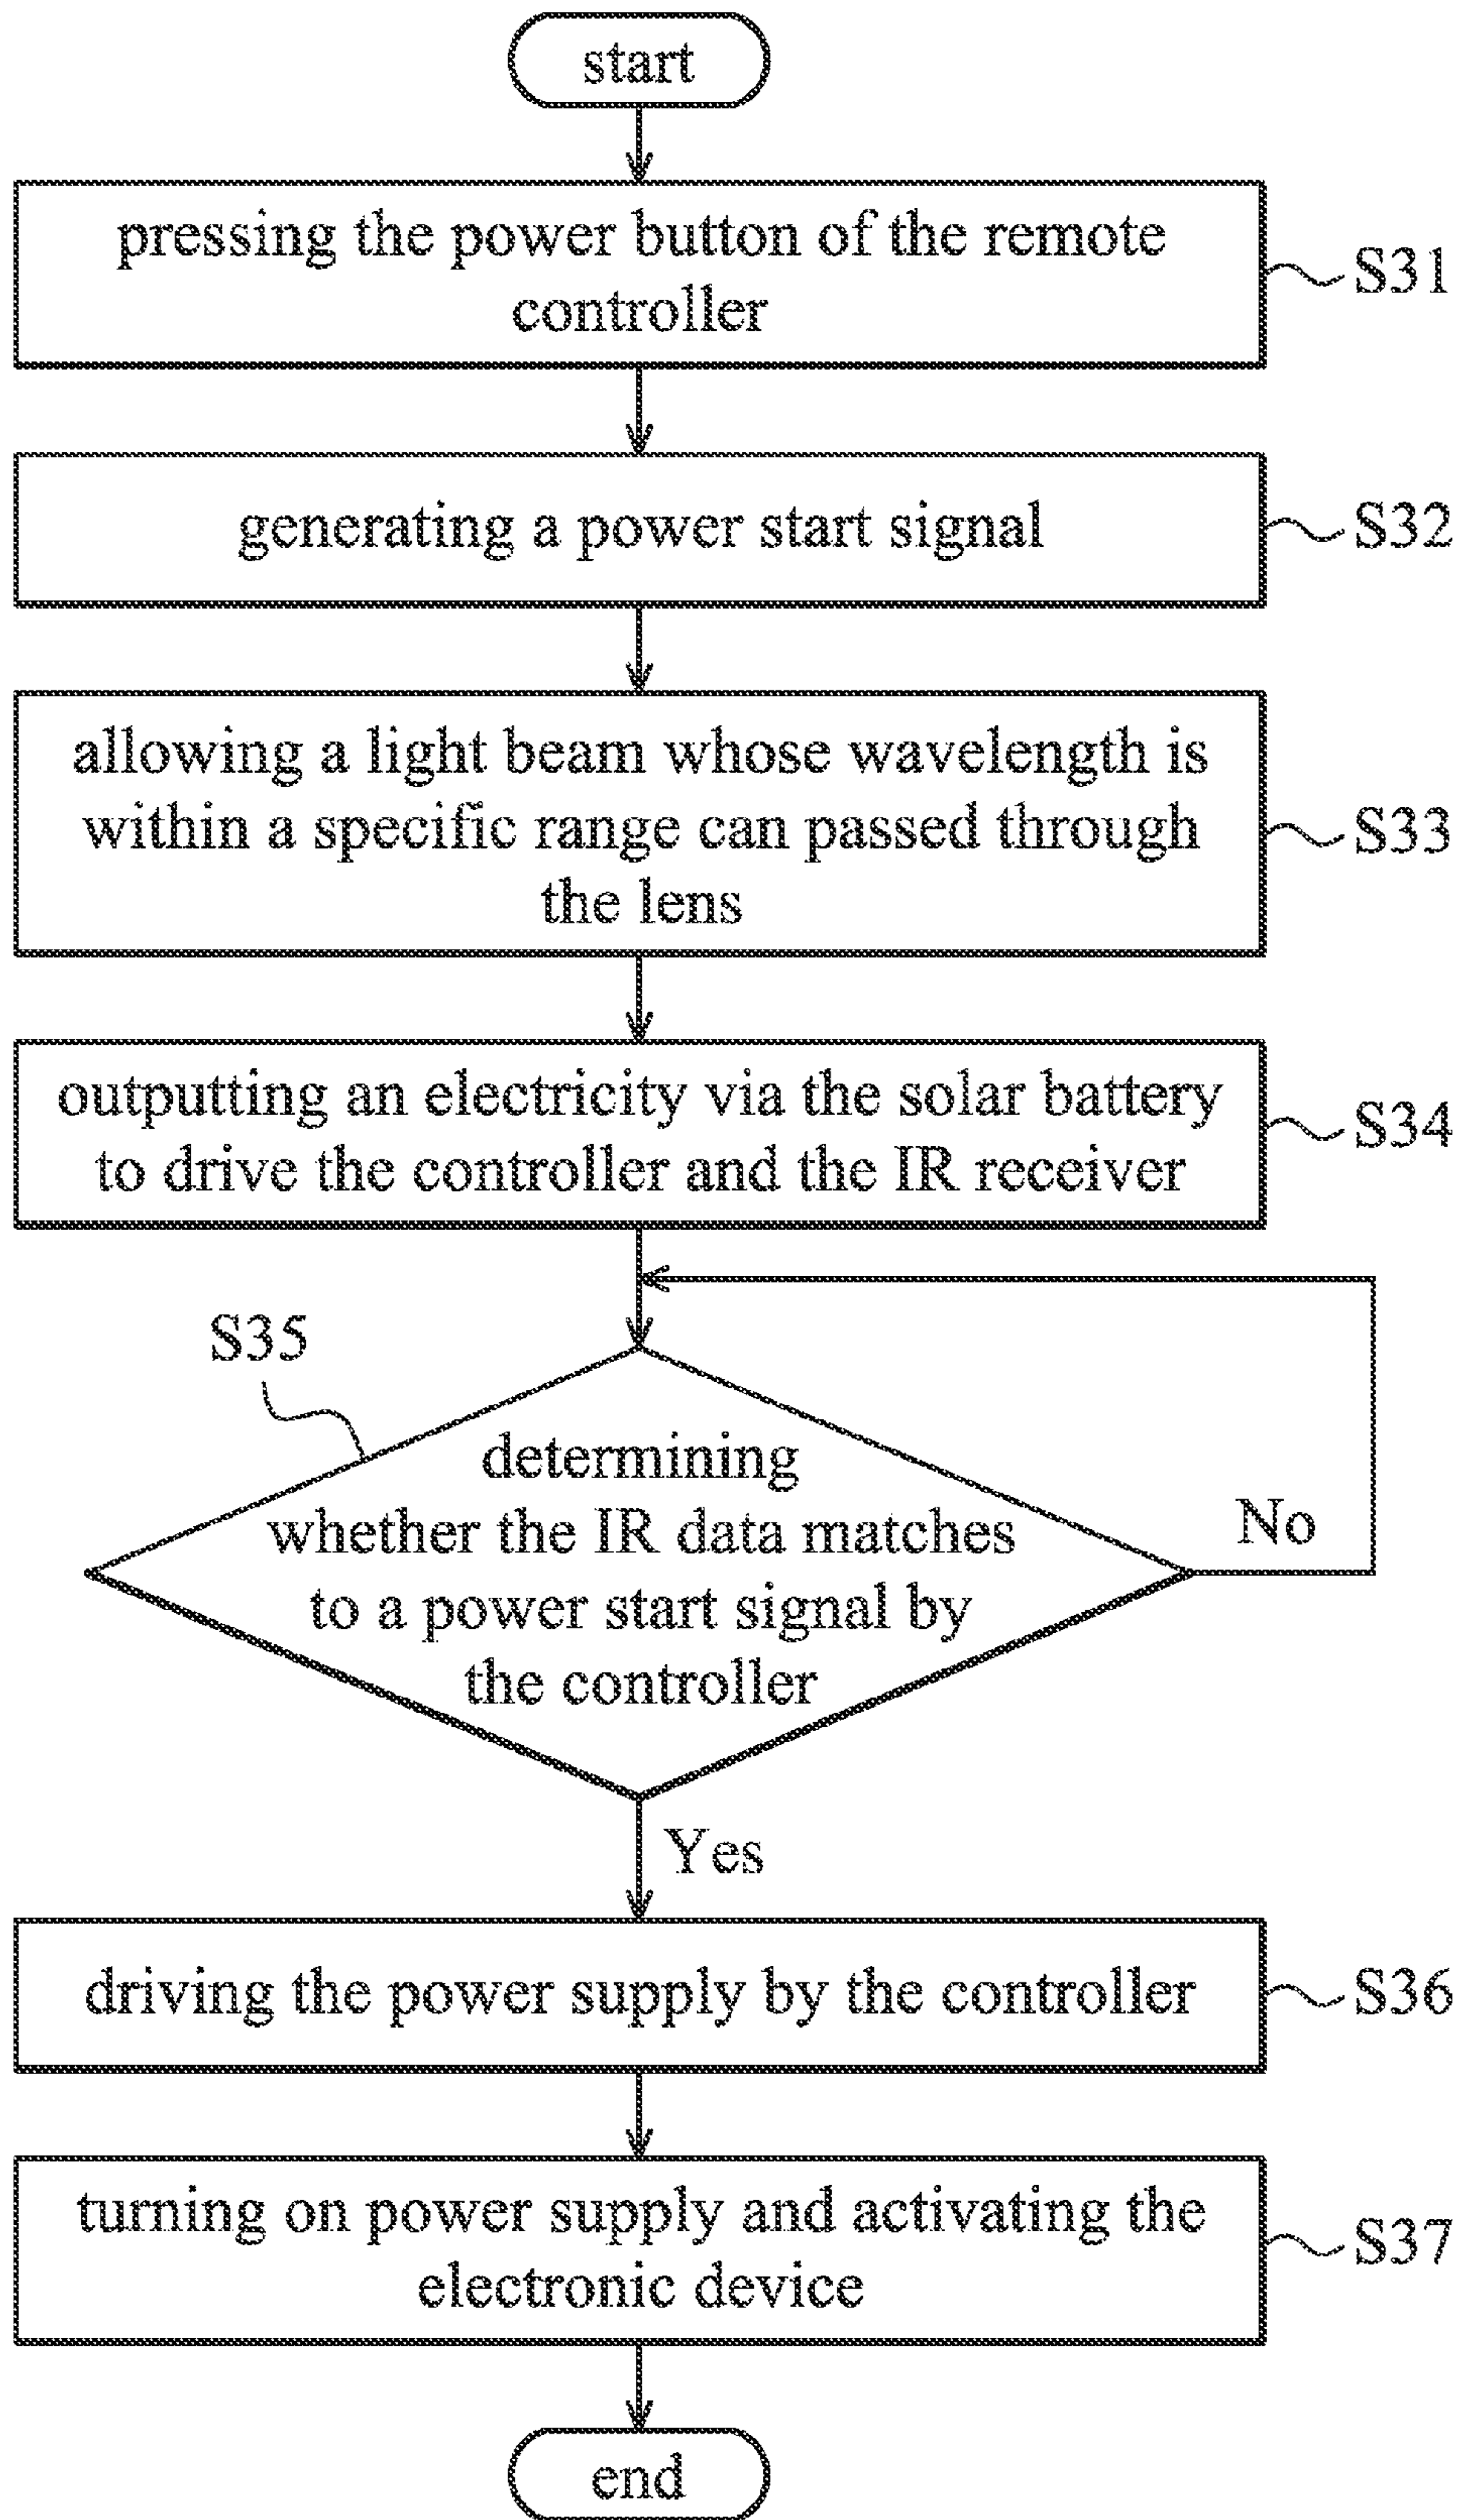 start
pressing the power button of the remote
controller
S31
generating a power start signal
S32
allowing a light beam whose wavelength is
within a specific range can passed through
the lens
S33
outputting an electricity via the solar battery
to drive the controller and the IR receiver
S34
S35
determining
whether the IR data matches
to a power start signal by
the controller
No
Yes
driving the power supply by the controller
S36
turning on power supply and activating the
electronic device
S37
end